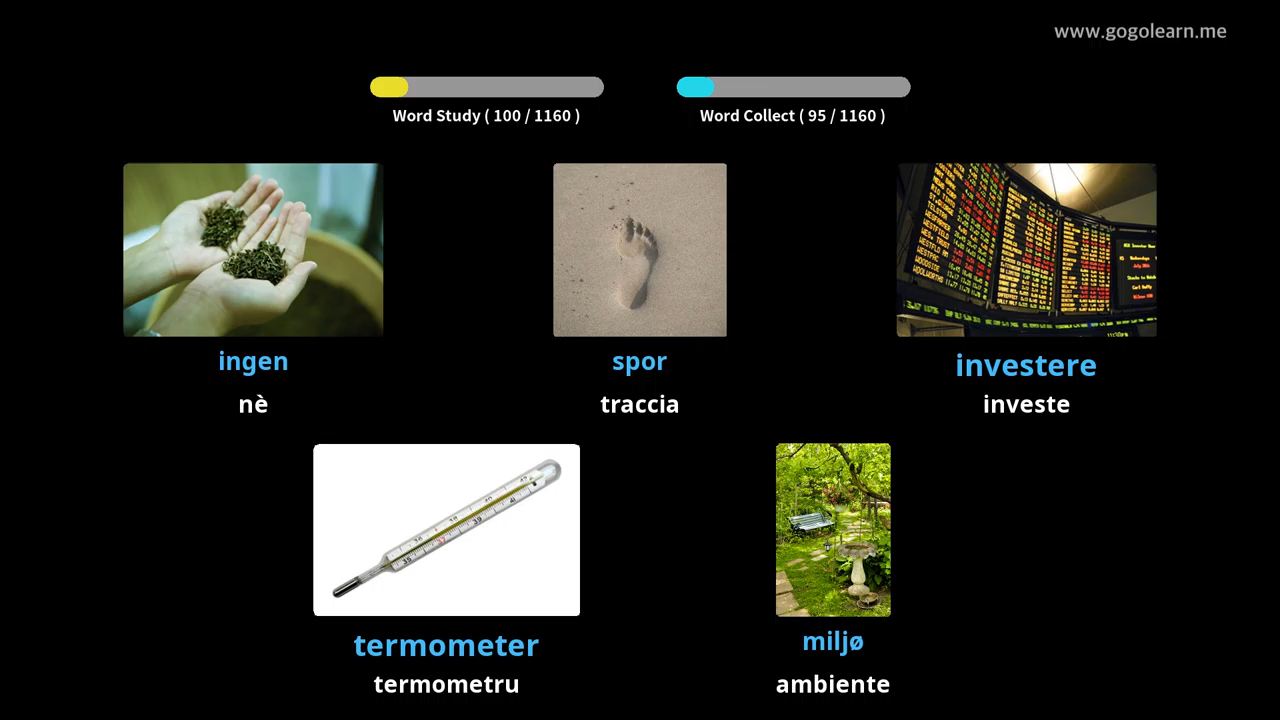 www.gogolearn.me
Word Study ( 100 / 1160 )
Word Collect ( 95 / 1160 )
ingen
nè
spor
traccia
investere
investe
termometer
termometru
miljø
ambiente